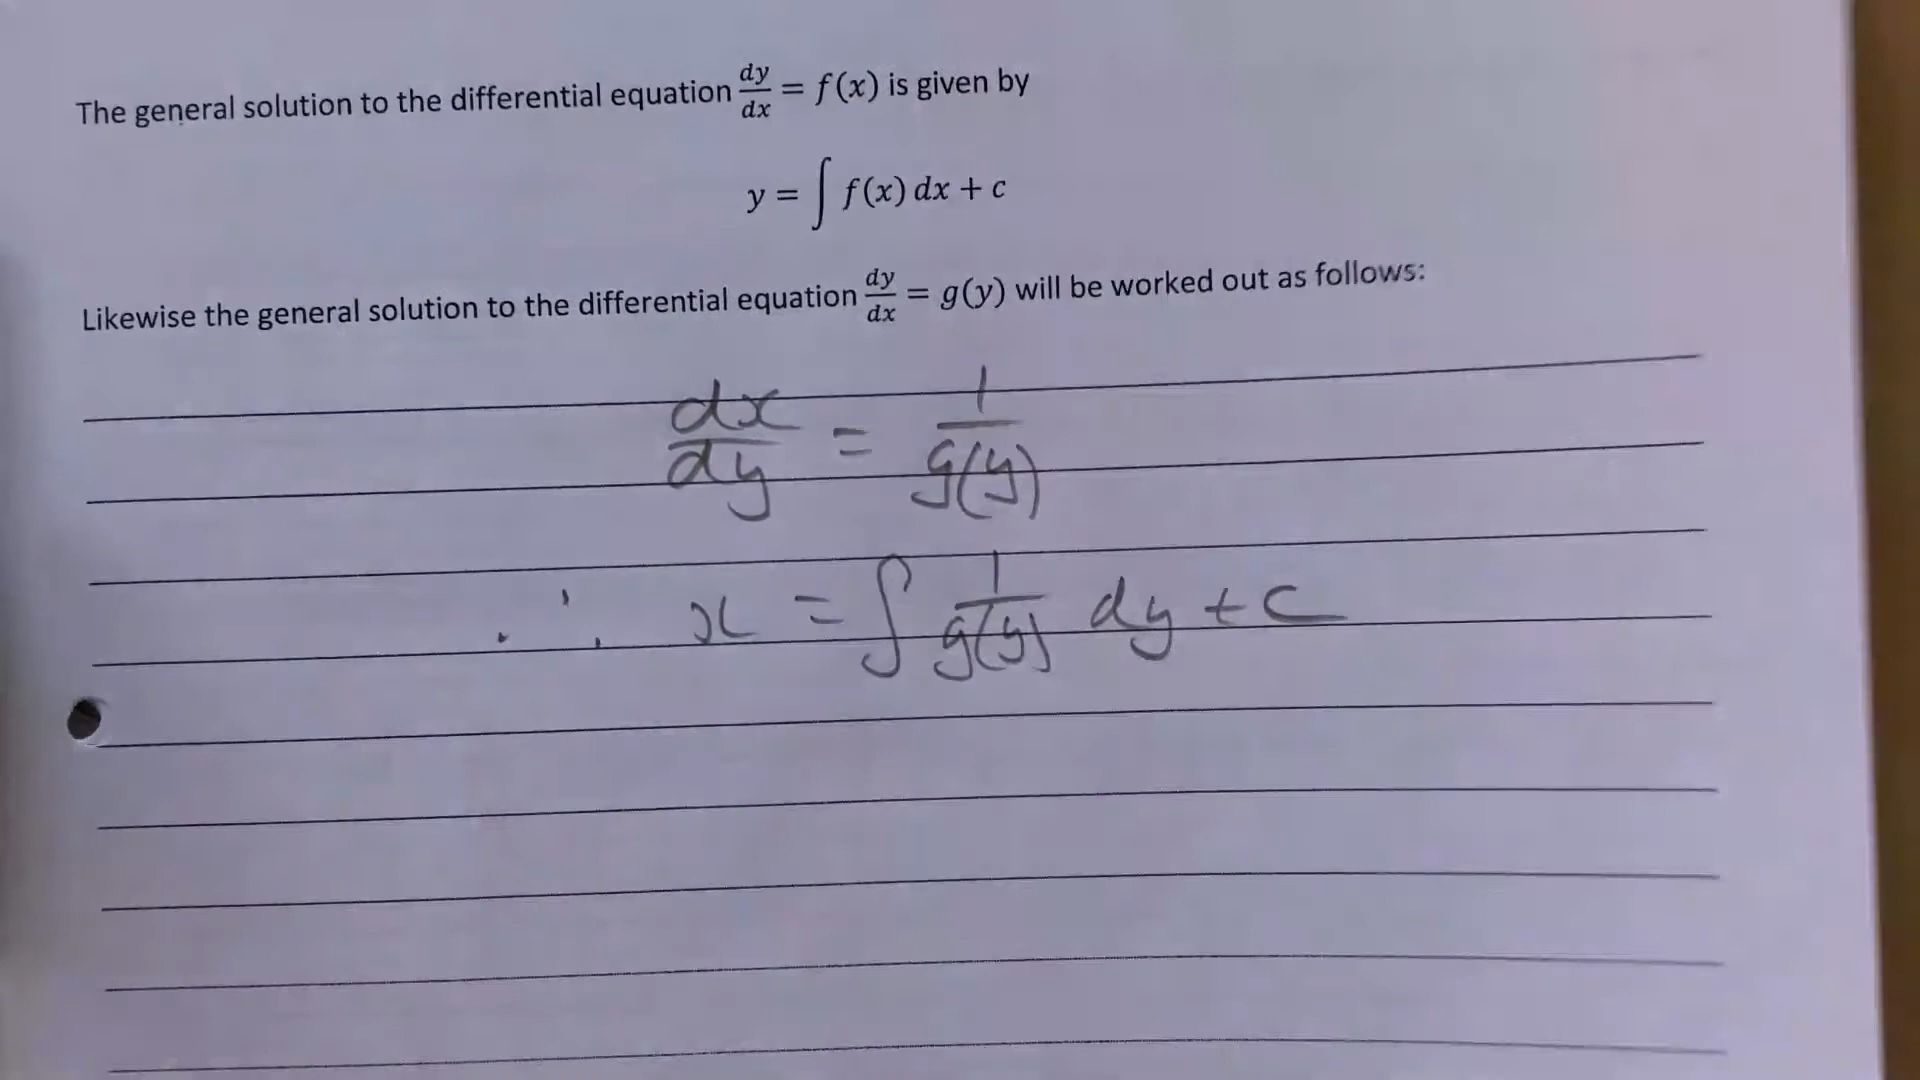 The general solution to the differential equation dy/dx = f(x) is given by
y = ∫ f(x) dx + c
Likewise the general solution to the differential equation dy/dx = g(y) will be worked out as follows:
dx/dy = 1/g(y)
∴ x = ∫ 1/g(y) dy + c